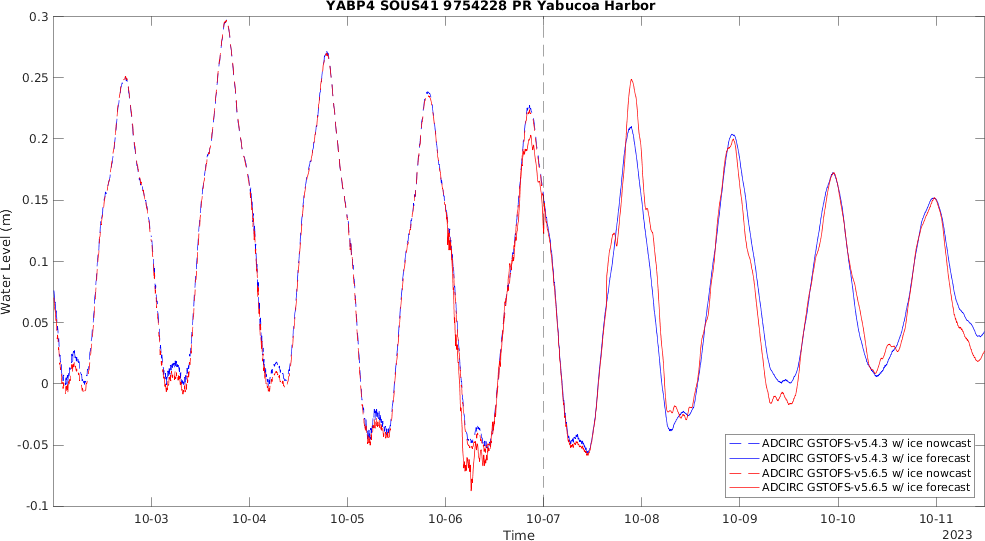 YABP4 SOUS41 9754228 PR Yabucoa Harbor
0.3
0.25
0.2
0.15
0.1
0.05
0
-0.05
-0.1
Water Level (m)
ADCIRC GSTOFS-v5.4.3 w/ ice nowcast
ADCIRC GSTOFS-v5.4.3 w/ ice forecast
ADCIRC GSTOFS-v5.6.5 w/ ice nowcast
ADCIRC GSTOFS-v5.6.5 w/ ice forecast
10-03 10-04 10-05 10-06 10-07 10-08 10-09 10-10 10-11
Time
2023